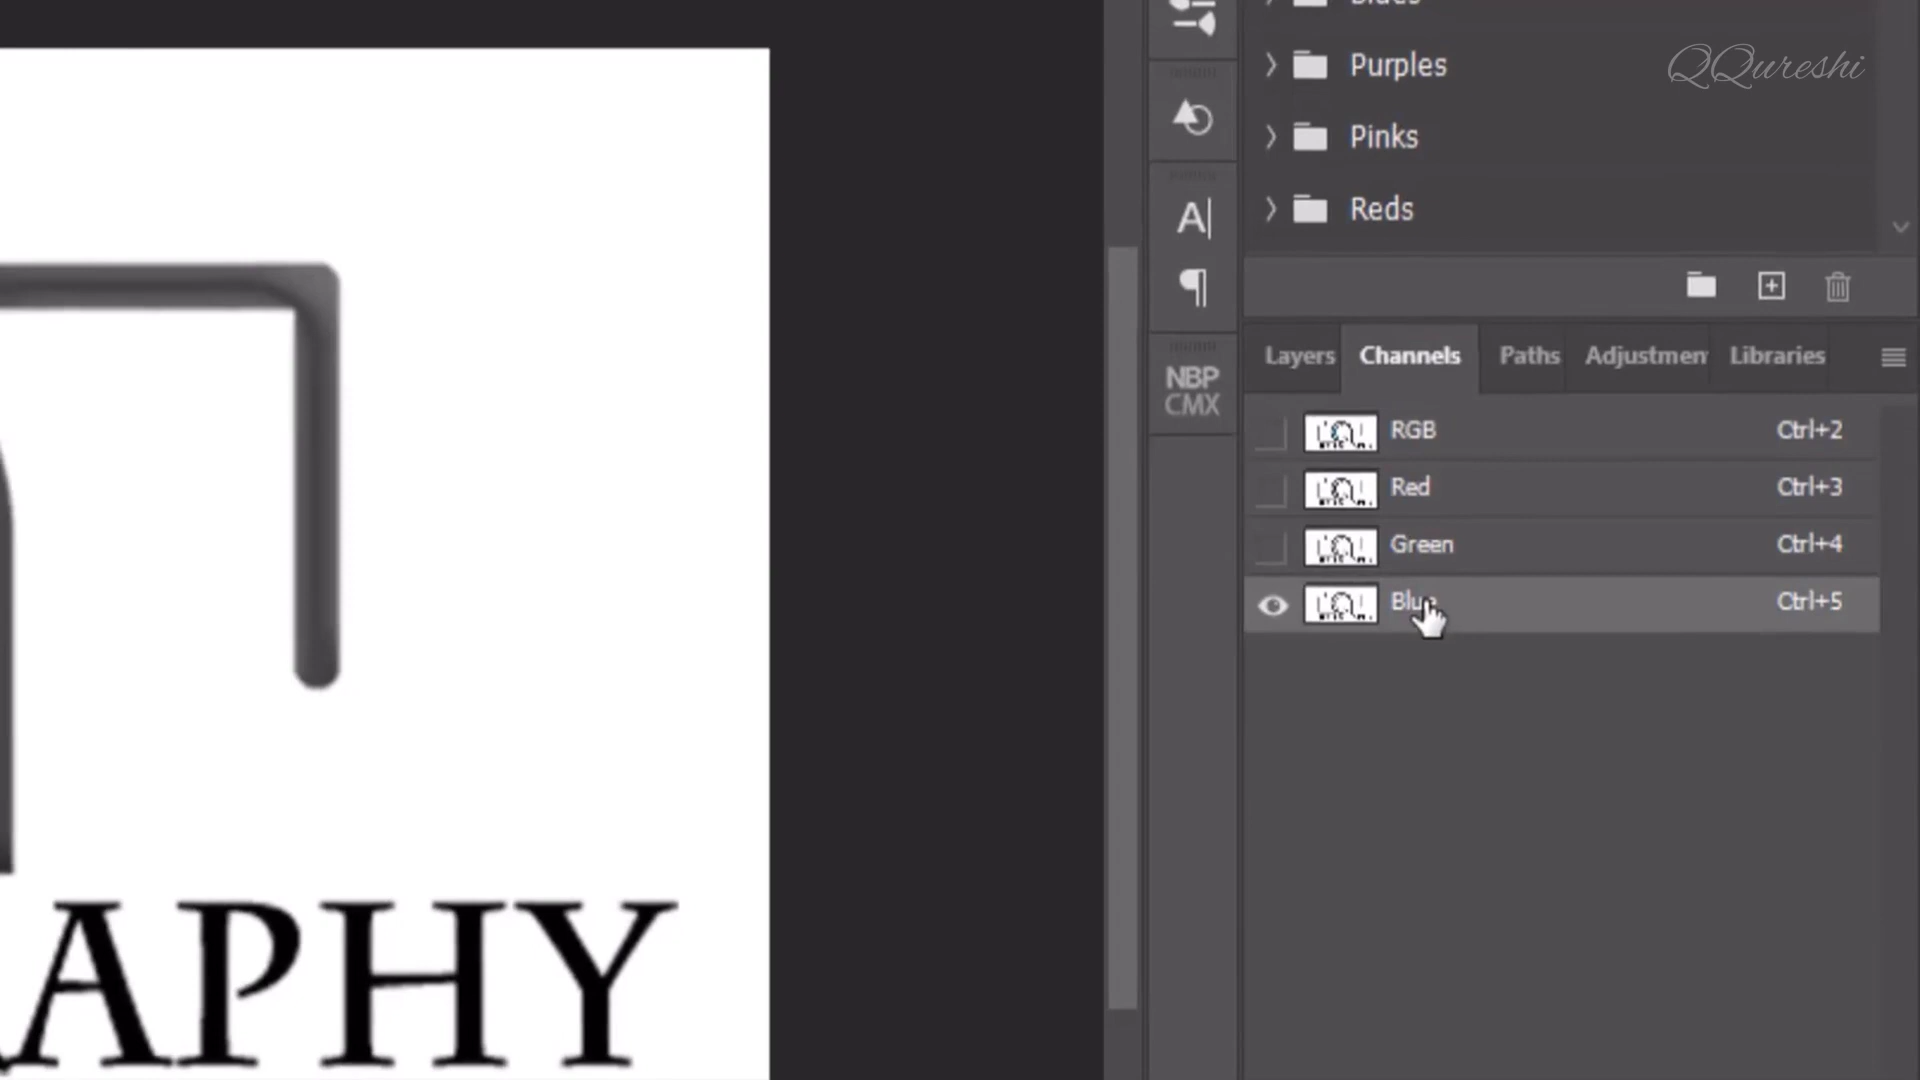 Blues
QQureshi
Purples
Pinks
Reds
A
¶
NBP
CMX
Layers Channels Paths Adjustmen Libraries
RGB Ctrl+2
Red Ctrl+3
Green Ctrl+4
Blue Ctrl+5
APHY